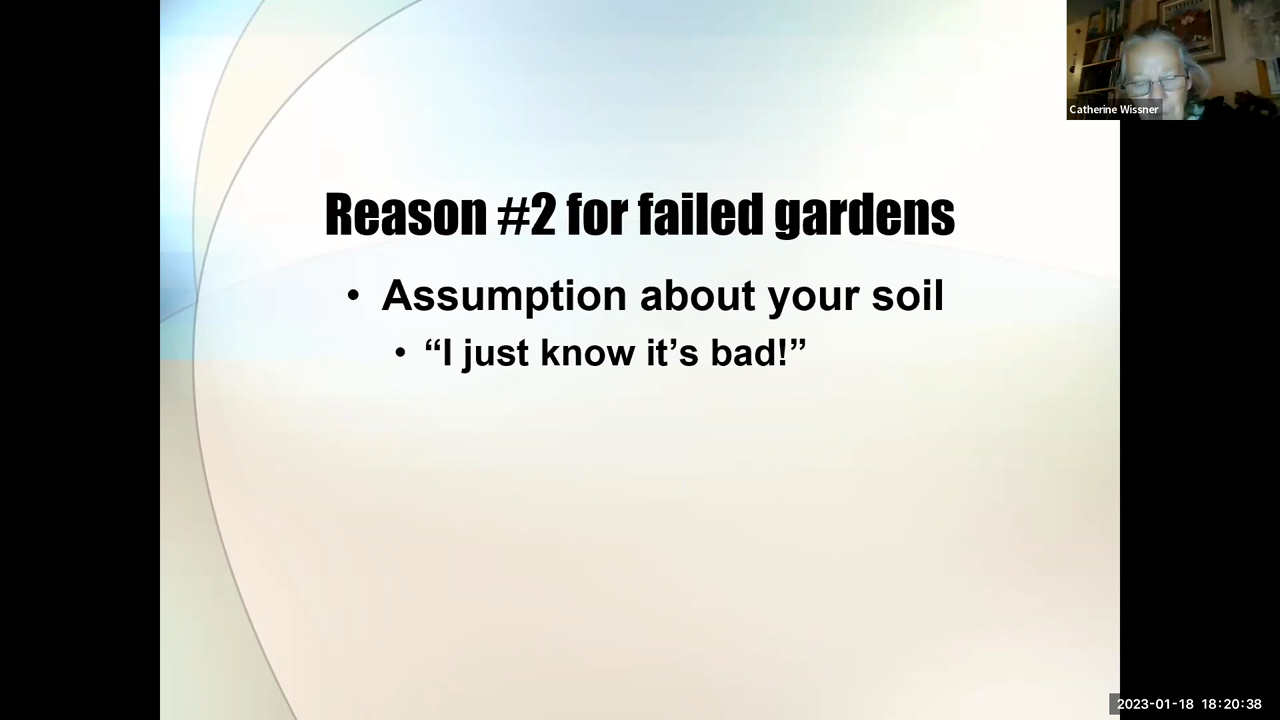 Catherine Wissner
Reason #2 for failed gardens
• Assumption about your soil
• “I just know it’s bad!”
2023-01-18 18:20:38